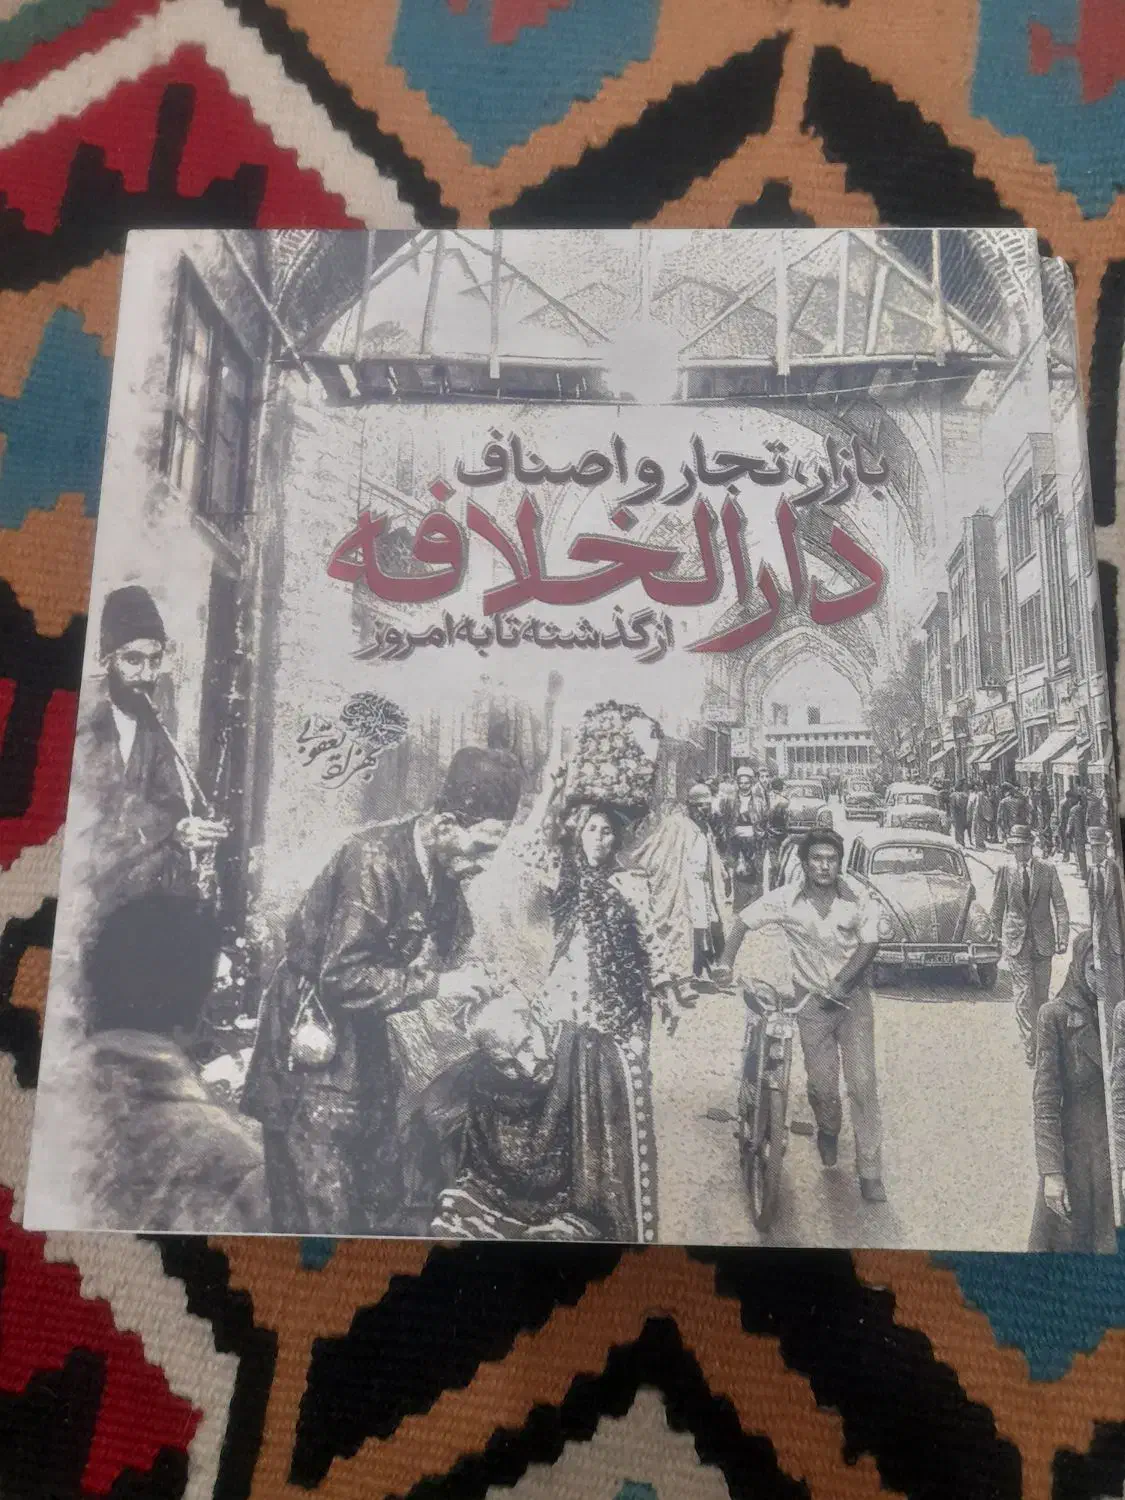 بازار، تجار و اصناف
دارالخلافه
از گذشته تا به امروز